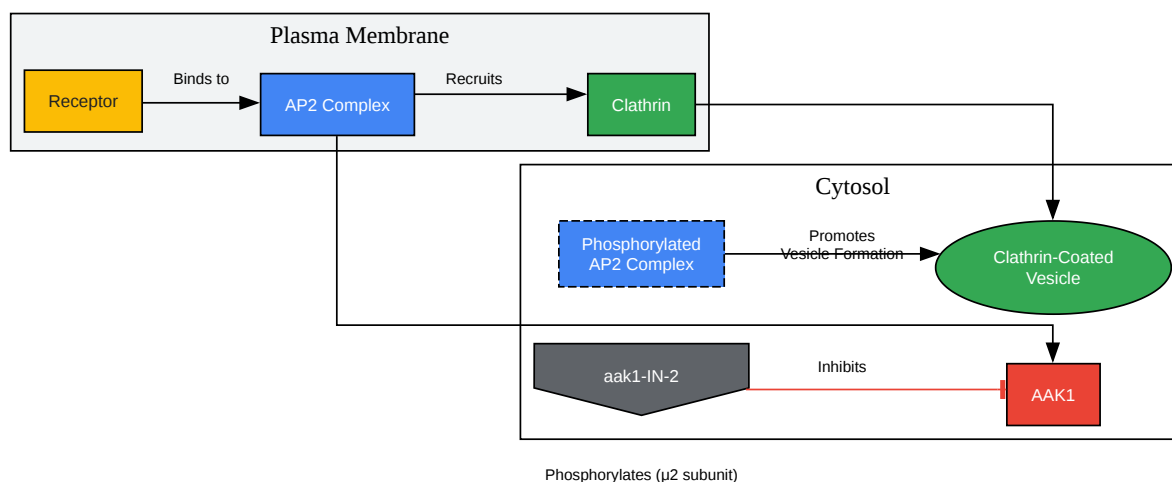 Plasma Membrane
Receptor
Binds to
AP2 Complex
Recruits
Clathrin
Cytosol
Phosphorylated
AP2 Complex
Promotes
Vesicle Formation
Clathrin-Coated
Vesicle
aak1-IN-2
Inhibits
AAK1
Phosphorylates (μ2 subunit)